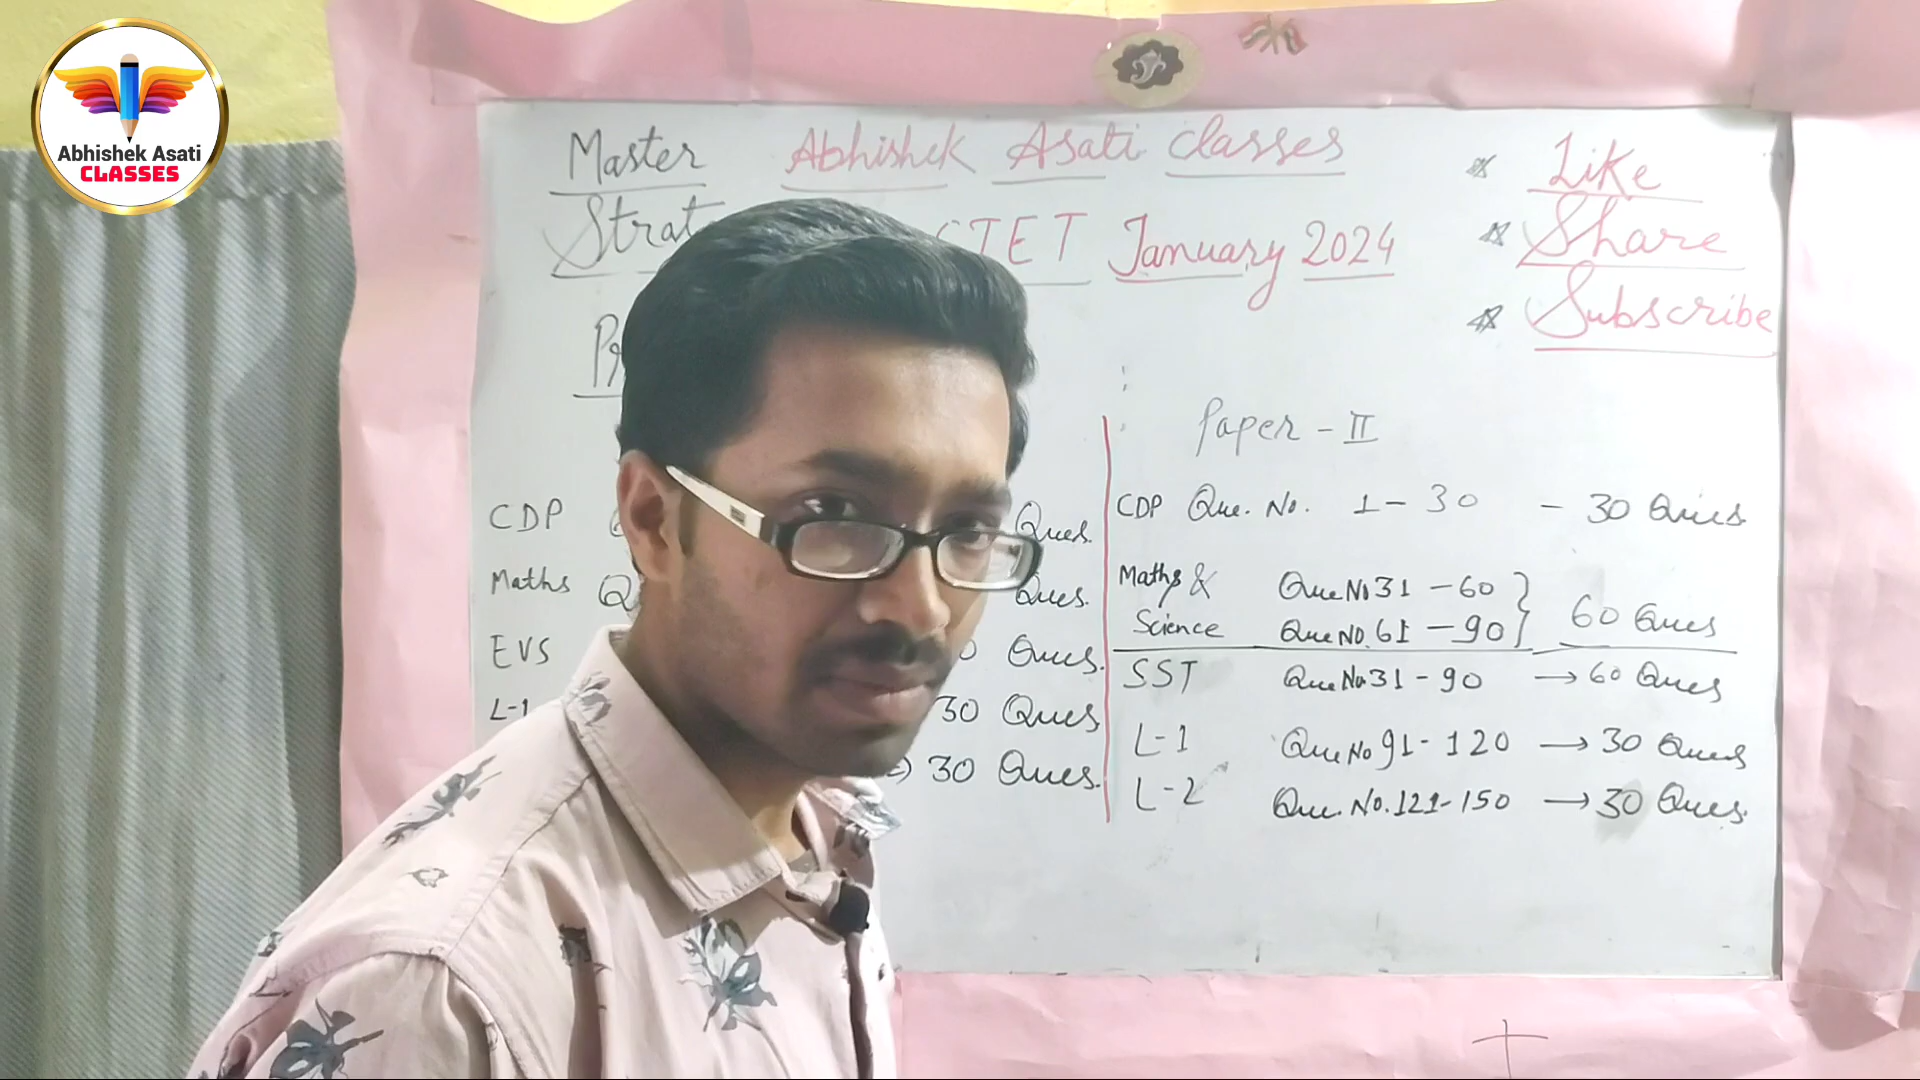 Abhishek Asati
CLASSES
Master Abhishek Asati Classes
Strat TET January 2024
Like
Share
Subscribe
Paper - II
CDP Ques.
Maths Ques.
EVS Ques.
L-1 30 Ques
30 Ques.
CDP Que. No. 1 - 30 - 30 Ques
Maths & Que No 31 - 60
Science Que No. 61 - 90 } 60 Ques
SST Que No 31 - 90 → 60 Ques
L-1 Que No 91 - 120 → 30 Ques
L-2 Que. No. 121 - 150 → 30 Ques.